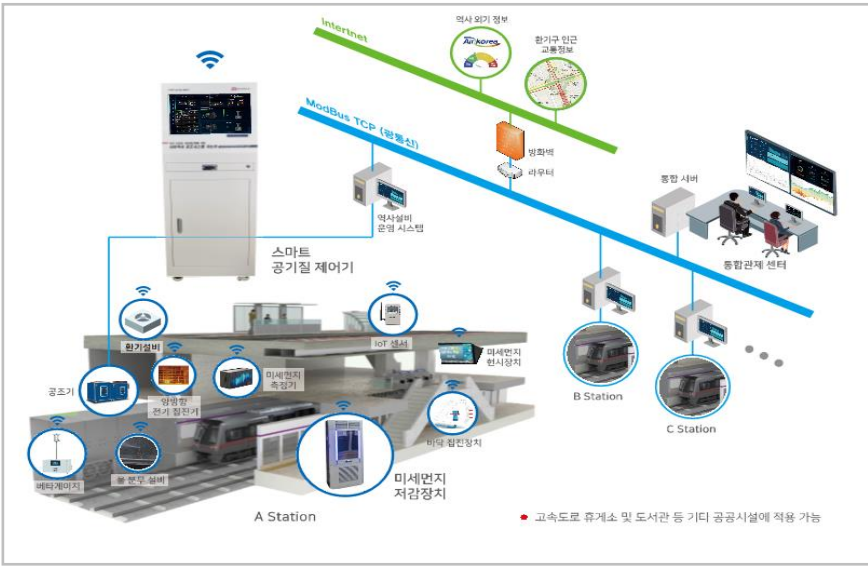 Internet
역사 외기 정보
Air korea
환기구 인근
교통정보
ModBus TCP (광통신)
방화벽
라우터
통합 서버
역사설비
운영 시스템
통합관제 센터
스마트
공기질 제어기
환기설비
IoT 센서
미세먼지
현시장치
공조기
양방향
전기 집진기
미세먼지
측정기
B Station
C Station
베타게이지
물 분무 설비
바닥 집진장치
미세먼지
저감장치
A Station
고속도로 휴게소 및 도서관 등 기타 공공시설에 적용 가능